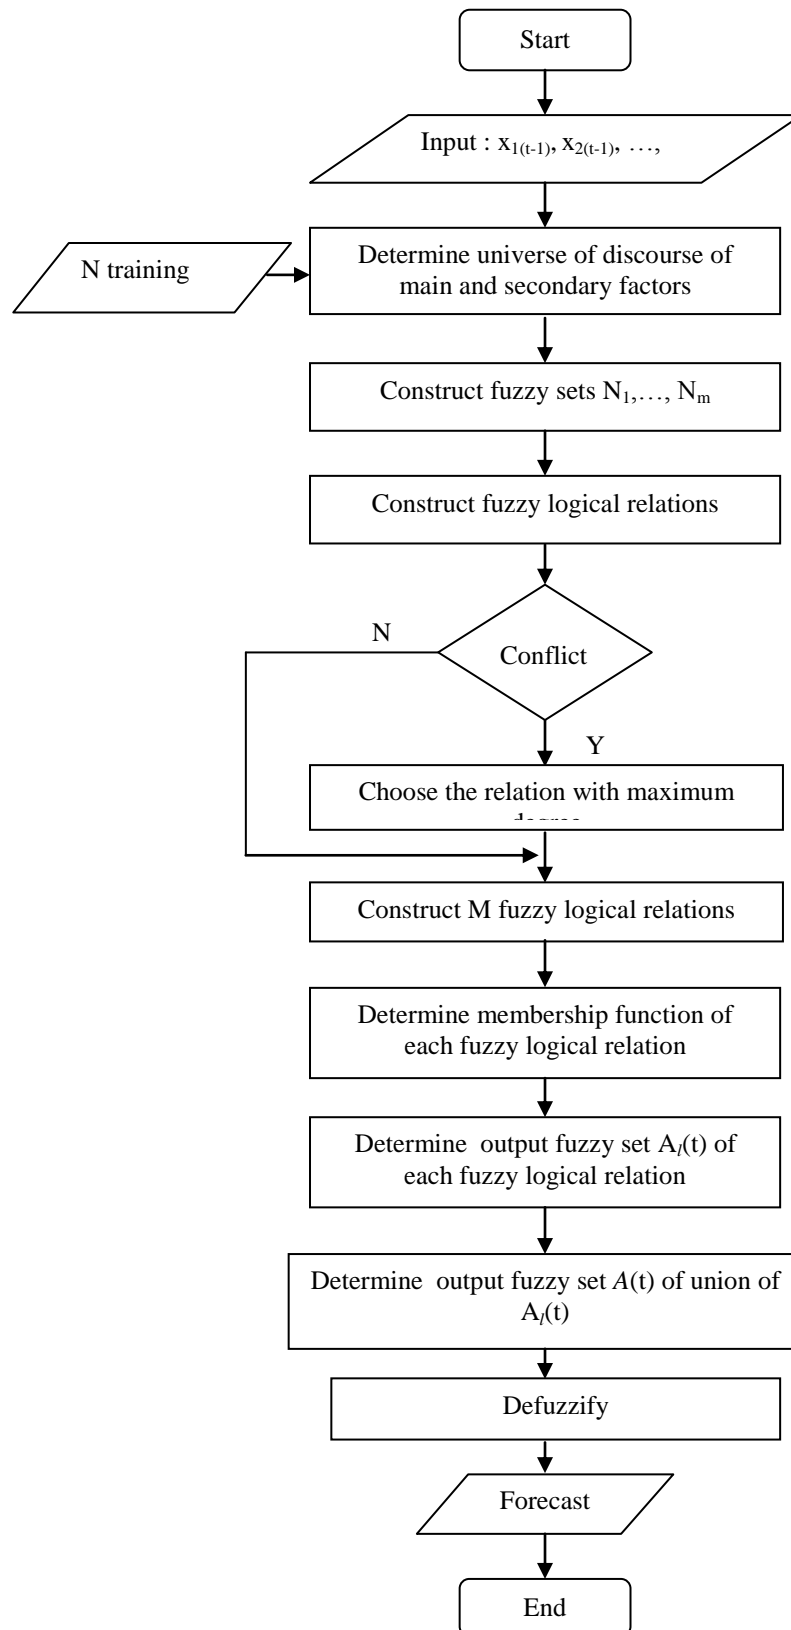 Start
Input : x1(t-1), x2(t-1), …,
N training
Determine universe of discourse of
main and secondary factors
Construct fuzzy sets N1,…, Nm
Construct fuzzy logical relations
N
Conflict
Y
Choose the relation with maximum
Construct M fuzzy logical relations
Determine membership function of
each fuzzy logical relation
Determine output fuzzy set Al(t) of
each fuzzy logical relation
Determine output fuzzy set A(t) of union of
Al(t)
Defuzzify
Forecast
End